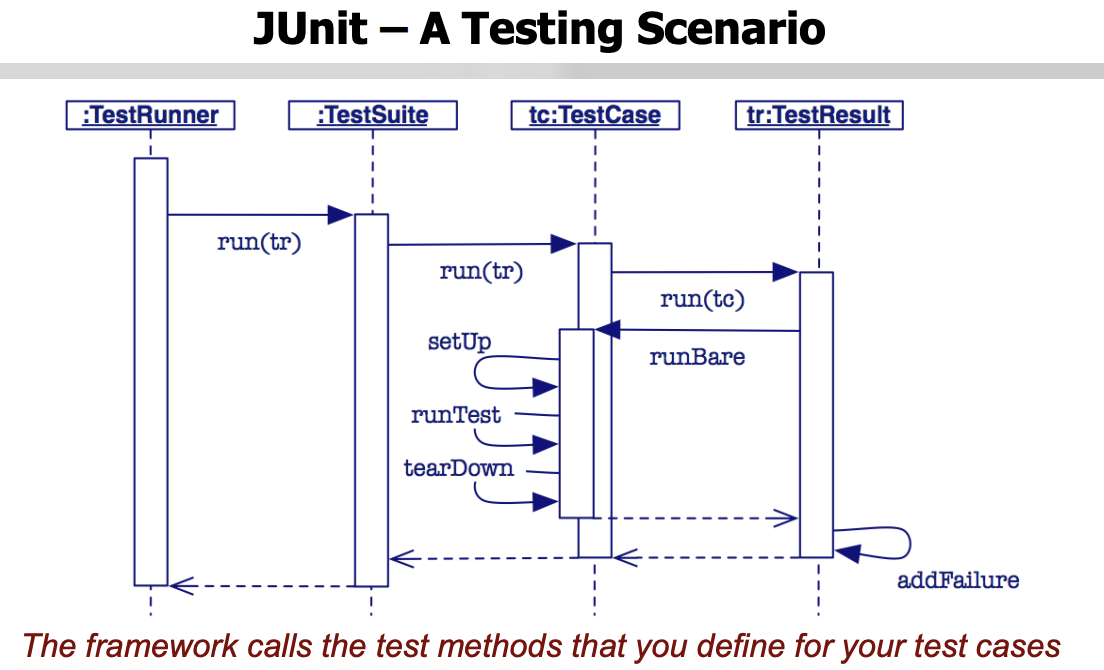 JUnit – A Testing Scenario
:TestRunner
:TestSuite
tc:TestCase
tr:TestResult
run(tr)
run(tr)
run(tc)
runBare
setUp
runTest
tearDown
addFailure
The framework calls the test methods that you define for your test cases